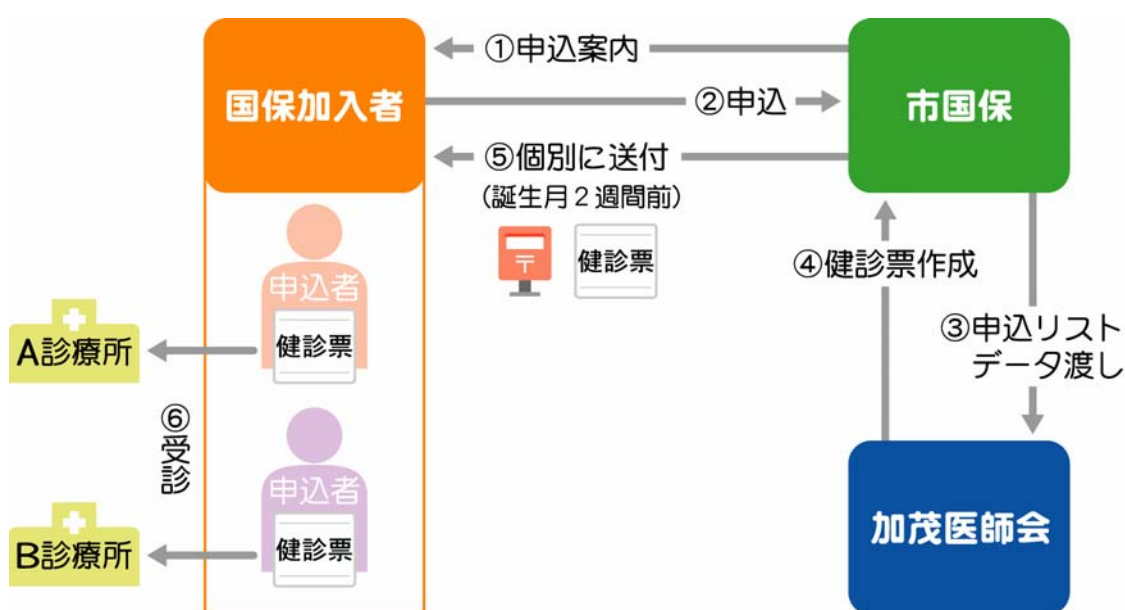 国保加入者
①申込案内
②申込
市国保
⑤個別に送付
(誕生月2週間前)
〒
健診票
④健診票作成
③申込リスト
データ渡し
加茂医師会
申込者
健診票
A診療所
⑥受診
申込者
健診票
B診療所